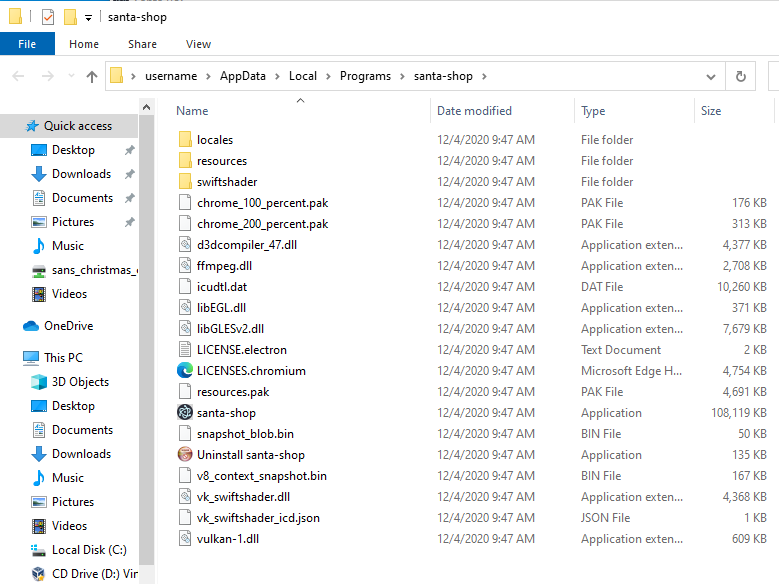 santa-shop
File Home Share View
username AppData Local Programs santa-shop
Name Date modified Type Size
Quick access
Desktop
Downloads
Documents
Pictures
Music
sans_christmas_
Videos
OneDrive
This PC
3D Objects
Desktop
Documents
Downloads
Music
Pictures
Videos
Local Disk (C:)
CD Drive (D:) Vir
locales 12/4/2020 9:47 AM File folder
resources 12/4/2020 9:47 AM File folder
swiftshader 12/4/2020 9:47 AM File folder
chrome_100_percent.pak 12/4/2020 9:47 AM PAK File 176 KB
chrome_200_percent.pak 12/4/2020 9:47 AM PAK File 313 KB
d3dcompiler_47.dll 12/4/2020 9:47 AM Application exten... 4,377 KB
ffmpeg.dll 12/4/2020 9:47 AM Application exten... 2,708 KB
icudtl.dat 12/4/2020 9:47 AM DAT File 10,260 KB
libEGL.dll 12/4/2020 9:47 AM Application exten... 371 KB
libGLESv2.dll 12/4/2020 9:47 AM Application exten... 7,679 KB
LICENSE.electron 12/4/2020 9:47 AM Text Document 2 KB
LICENSES.chromium 12/4/2020 9:47 AM Microsoft Edge H... 4,754 KB
resources.pak 12/4/2020 9:47 AM PAK File 4,691 KB
santa-shop 12/4/2020 9:47 AM Application 108,119 KB
snapshot_blob.bin 12/4/2020 9:47 AM BIN File 50 KB
Uninstall santa-shop 12/4/2020 9:47 AM Application 135 KB
v8_context_snapshot.bin 12/4/2020 9:47 AM BIN File 167 KB
vk_swiftshader.dll 12/4/2020 9:47 AM Application exten... 4,368 KB
vk_swiftshader_icd.json 12/4/2020 9:47 AM JSON File 1 KB
vulkan-1.dll 12/4/2020 9:47 AM Application exten... 609 KB